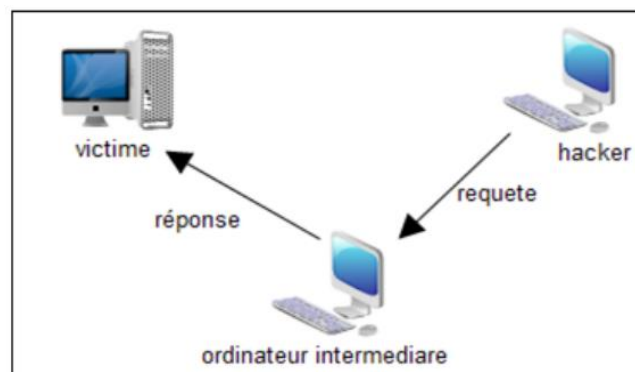 victime
hacker
requete
réponse
ordinateur intermediare